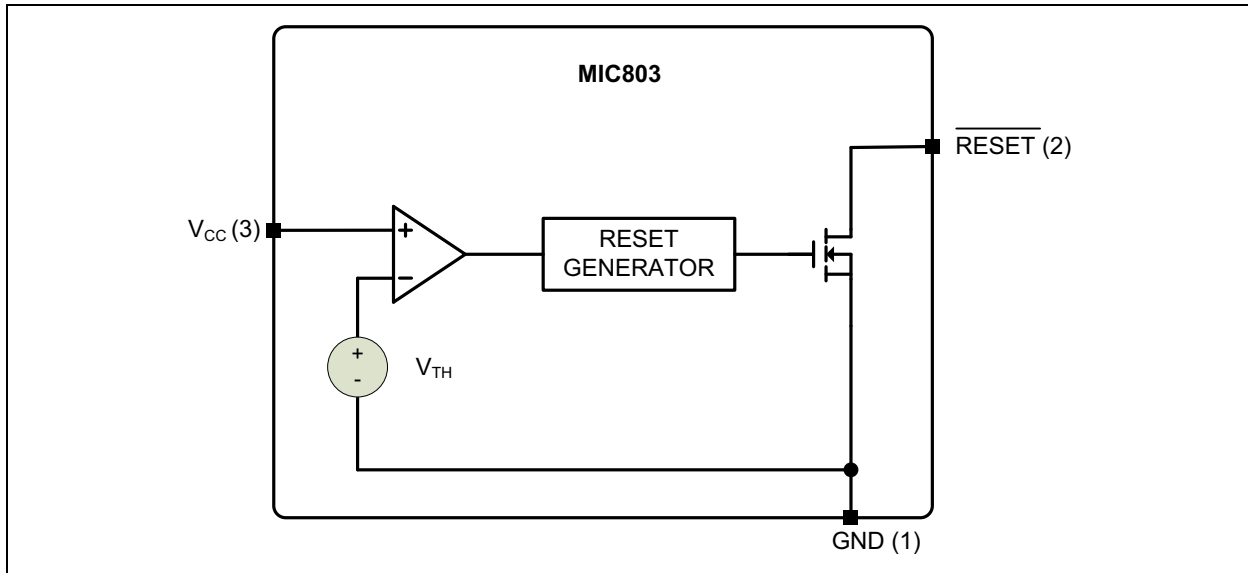 MIC803
RESET (2)
VCC (3)
+
−
RESET
GENERATOR
+
-
VTH
GND (1)